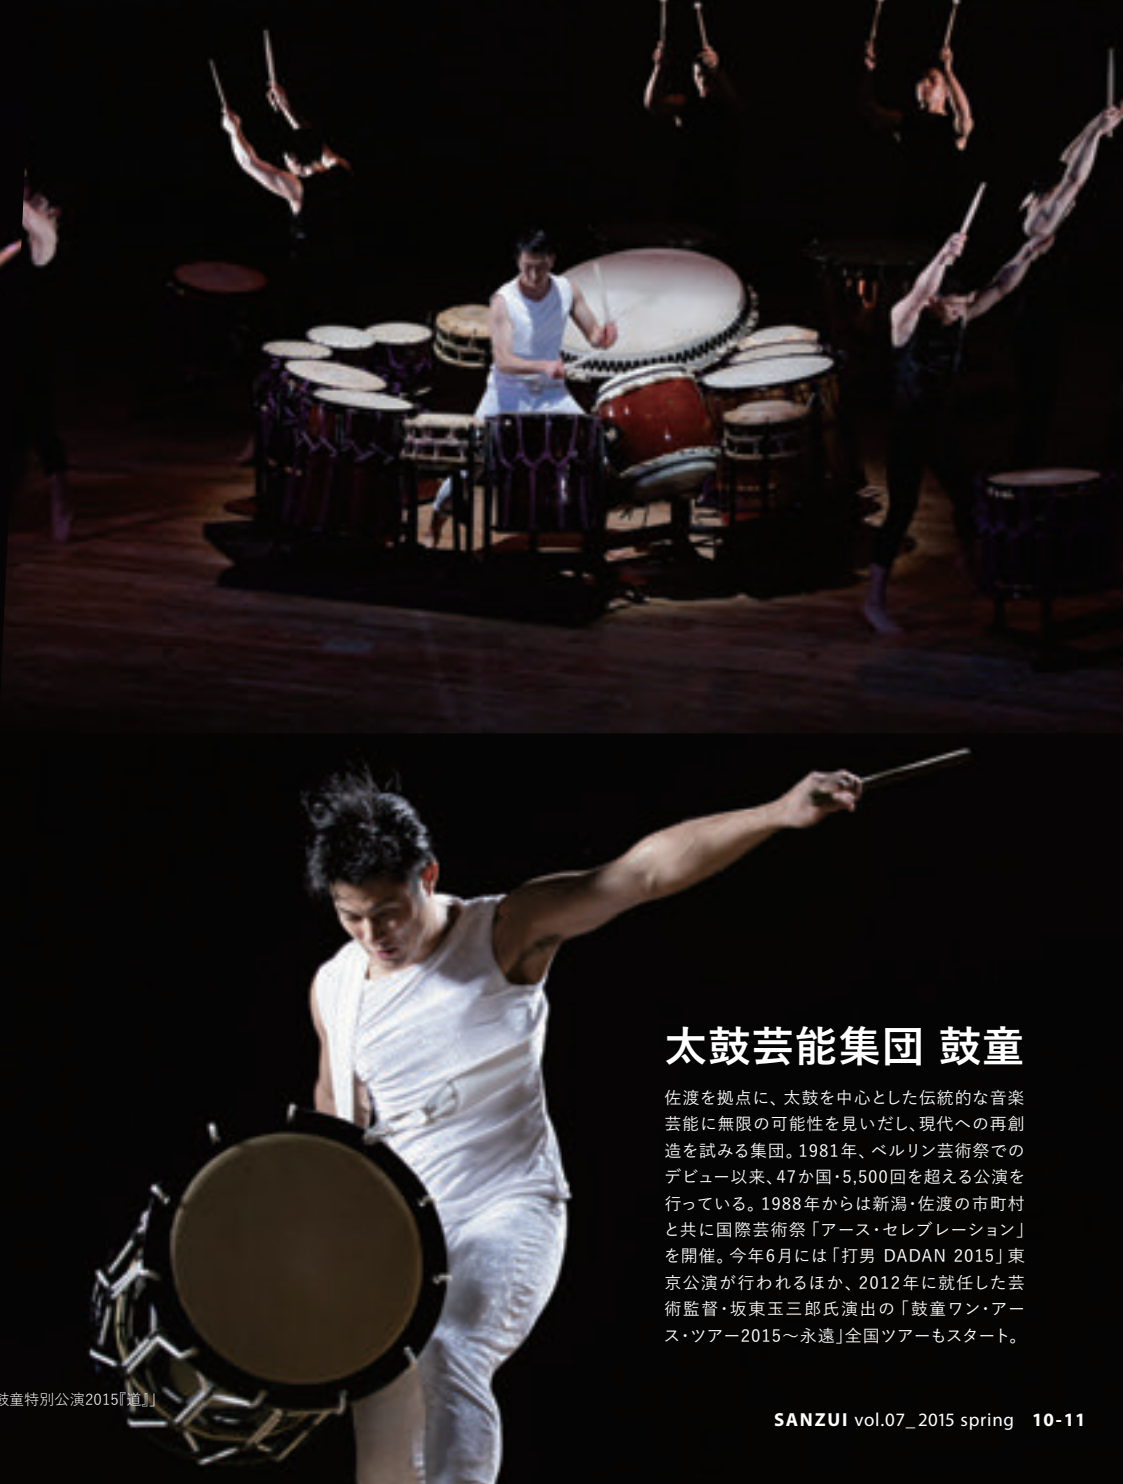 太鼓芸能集団 鼓童
佐渡を拠点に、太鼓を中心とした伝統的な音楽
芸能に無限の可能性を見いだし、現代への再創
造を試みる集団。1981年、ベルリン芸術祭での
デビュー以来、47か国・5,500回を超える公演を
行っている。1988年からは新潟・佐渡の市町村
と共に国際芸術祭「アース・セレブレーション」
を開催。今年6月には「打男 DADAN 2015」東
京公演が行われるほか、2012年に就任した芸
術監督・坂東玉三郎氏演出の「鼓童ワン・アー
ス・ツアー2015〜永遠」全国ツアーもスタート。
鼓童特別公演2015『道』」
SANZUI vol.07_2015 spring 10-11